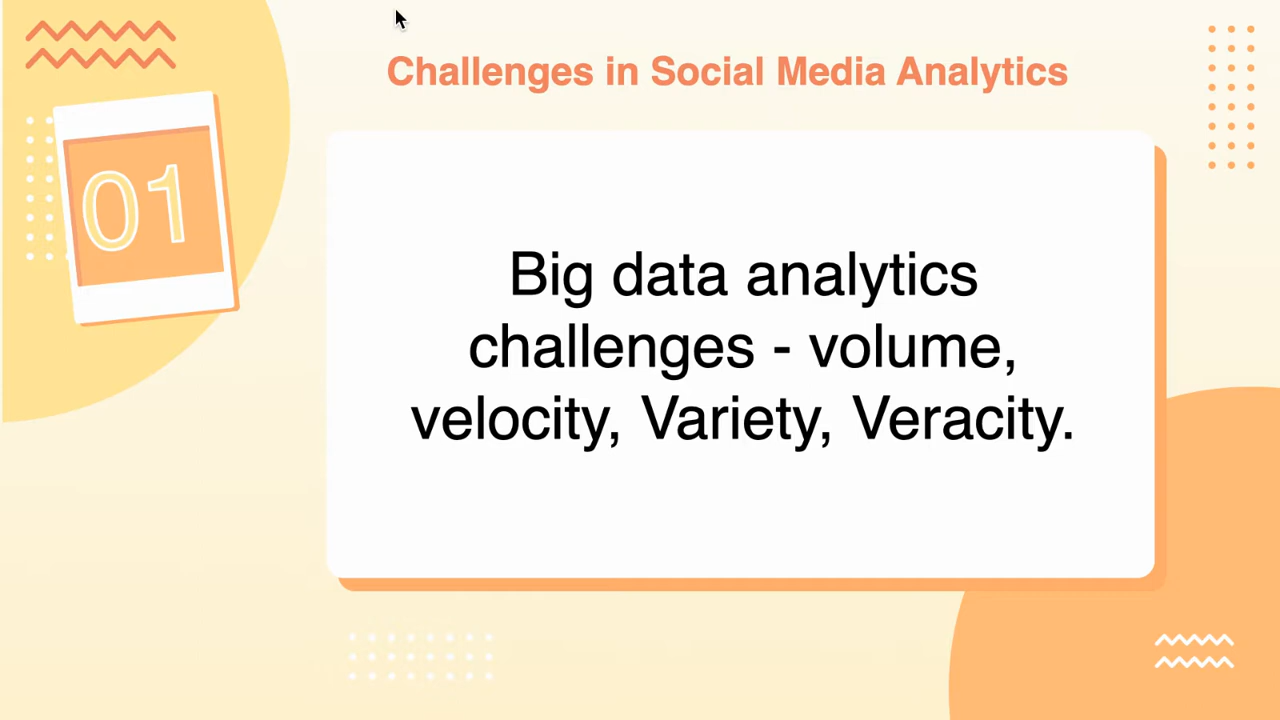 Challenges in Social Media Analytics
01
Big data analytics
challenges - volume,
velocity, Variety, Veracity.